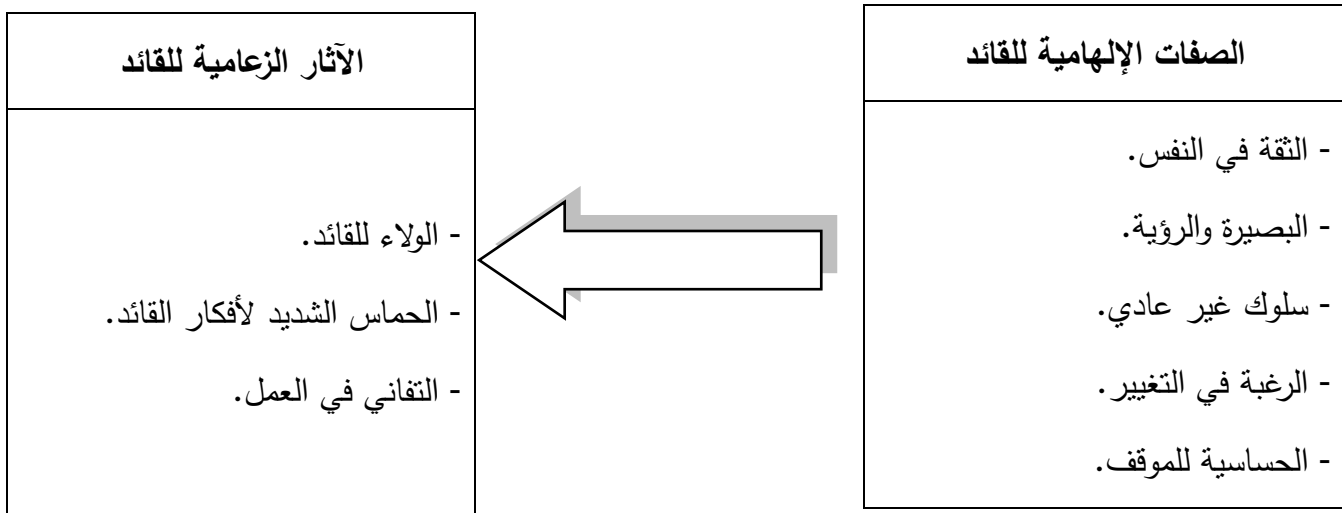 الصفات الإلهامية للقائد
- الثقة في النفس.
- البصيرة والرؤية.
- سلوك غير عادي.
- الرغبة في التغيير.
- الحساسية للموقف.
الآثار الزعامية للقائد
- الولاء للقائد.
- الحماس الشديد لأفكار القائد.
- التفاني في العمل.